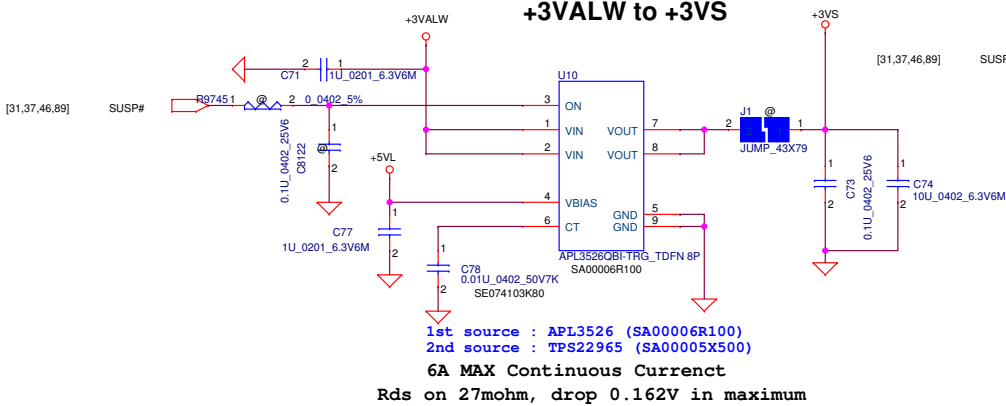 +3VALW to +3VS
+3VALW
+3VS
2 1
C71 1U_0201_6.3V6M
[31,37,46,89] SUSP
[31,37,46,89] SUSP# R9745 1 @ 2 0_0402_5%
U10
3 ON
1 VIN VOUT 7
2 VIN VOUT 8
4 VBIAS
6 CT
GND 5
GND 9
APL3526QBI-TRG_TDFN 8P
SA00006R100
J1 @
2 2 1 1
JUMP_43X79
1
@
2
0.1U_0402_25V6
C8122
+5VL
1
C77
2
1U_0201_6.3V6M
1
C78
0.01U_0402_50V7K
2
SE074103K80
1
2
C73
0.1U_0402_25V6
1
C74
10U_0402_6.3V6M
2
1st source : APL3526 (SA00006R100)
2nd source : TPS22965 (SA00005X500)
6A MAX Continuous Currenct
Rds on 27mohm, drop 0.162V in maximum